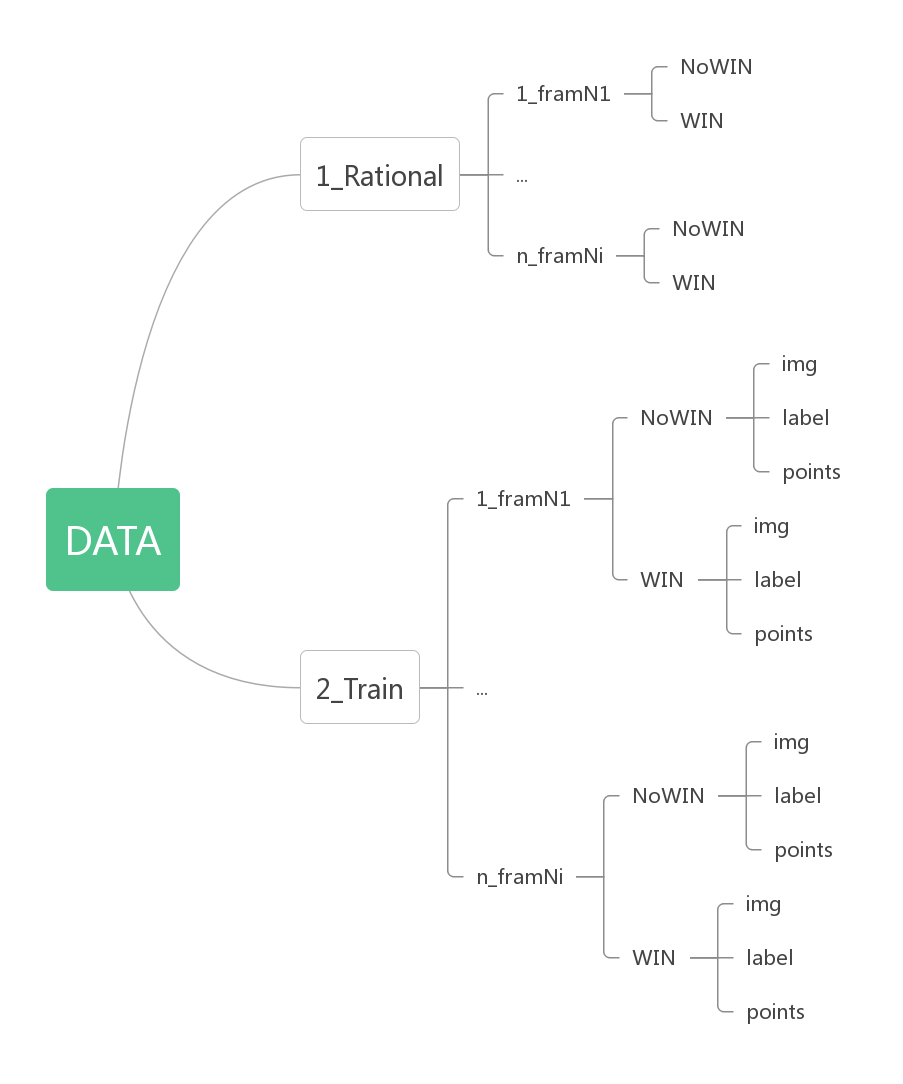 DATA
1_Rational
1_framN1
NoWIN
WIN
...
n_framNi
NoWIN
WIN
2_Train
1_framN1
NoWIN
img
label
points
WIN
img
label
points
...
n_framNi
NoWIN
img
label
points
WIN
img
label
points